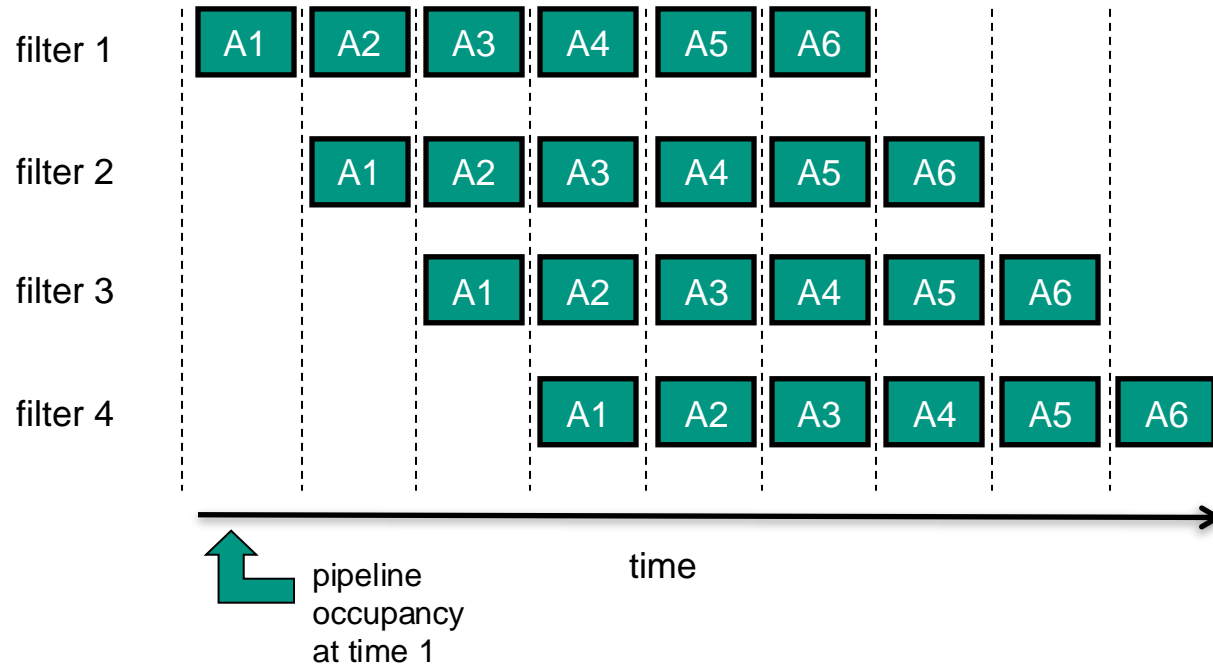 filter 1 A1 A2 A3 A4 A5 A6
filter 2 A1 A2 A3 A4 A5 A6
filter 3 A1 A2 A3 A4 A5 A6
filter 4 A1 A2 A3 A4 A5 A6
time
pipeline
occupancy
at time 1